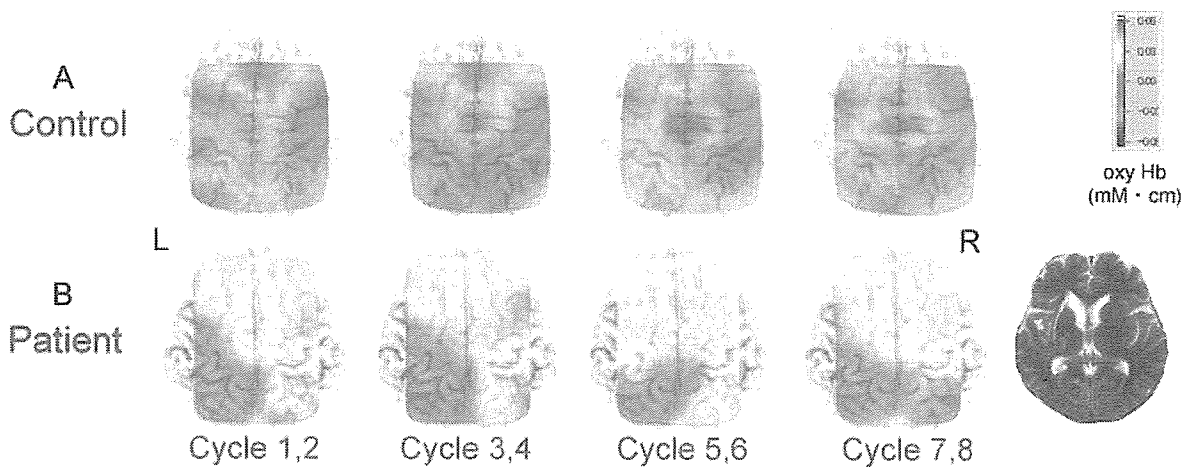 A
Control
oxy Hb
(mM・cm)
L
R
B
Patient
Cycle 1,2
Cycle 3,4
Cycle 5,6
Cycle 7,8